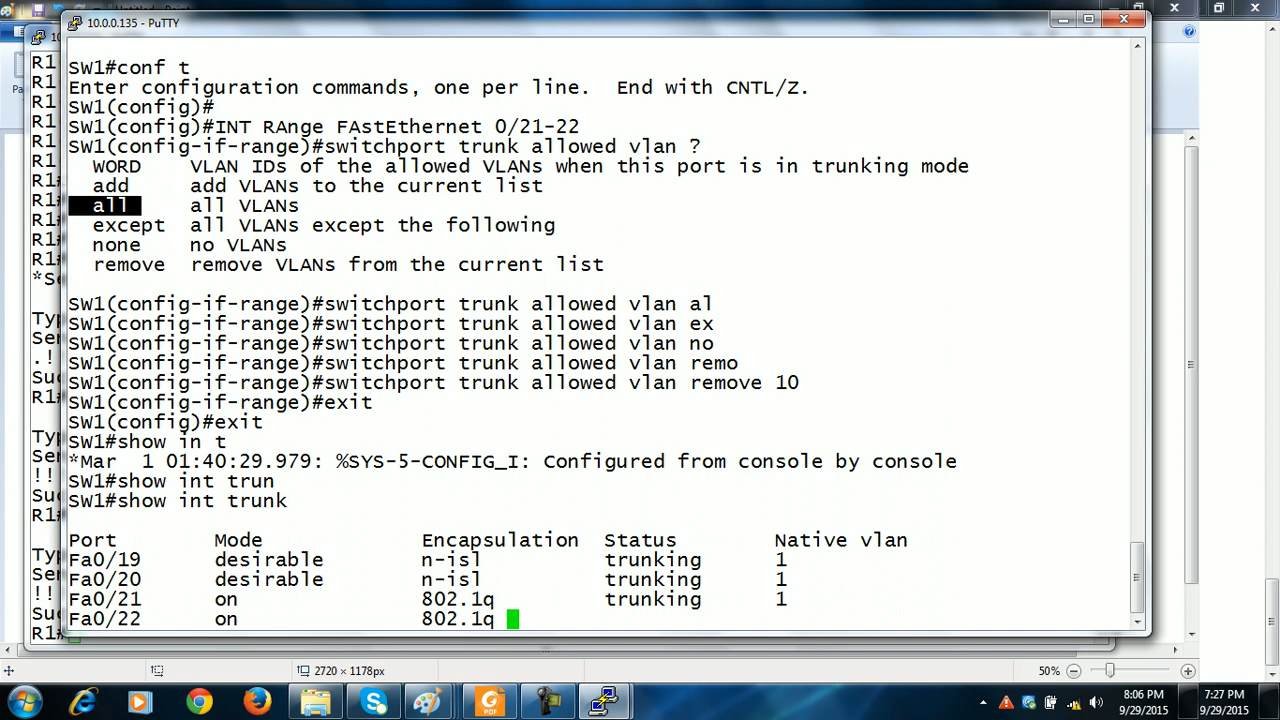 10.0.0.135 - PuTTY
SW1#conf t
Enter configuration commands, one per line.  End with CNTL/Z.
SW1(config)#
SW1(config)#INT RAnge FAstEthernet 0/21-22
SW1(config-if-range)#switchport trunk allowed vlan ?
  WORD    VLAN IDs of the allowed VLANs when this port is in trunking mode
  add     add VLANs to the current list
  all     all VLANs
  except  all VLANs except the following
  none    no VLANs
  remove  remove VLANs from the current list
SW1(config-if-range)#switchport trunk allowed vlan al
SW1(config-if-range)#switchport trunk allowed vlan ex
SW1(config-if-range)#switchport trunk allowed vlan no
SW1(config-if-range)#switchport trunk allowed vlan remo
SW1(config-if-range)#switchport trunk allowed vlan remove 10
SW1(config-if-range)#exit
SW1(config)#exit
SW1#show in t
*Mar  1 01:40:29.979: %SYS-5-CONFIG_I: Configured from console by console
SW1#show int trun
SW1#show int trunk
Port        Mode             Encapsulation  Status        Native vlan
Fa0/19      desirable        n-isl          trunking      1
Fa0/20      desirable        n-isl          trunking      1
Fa0/21      on               802.1q         trunking      1
Fa0/22      on               802.1q
2720 × 1178px
50%
8:06 PM
9/29/2015
7:27 PM
9/29/2015